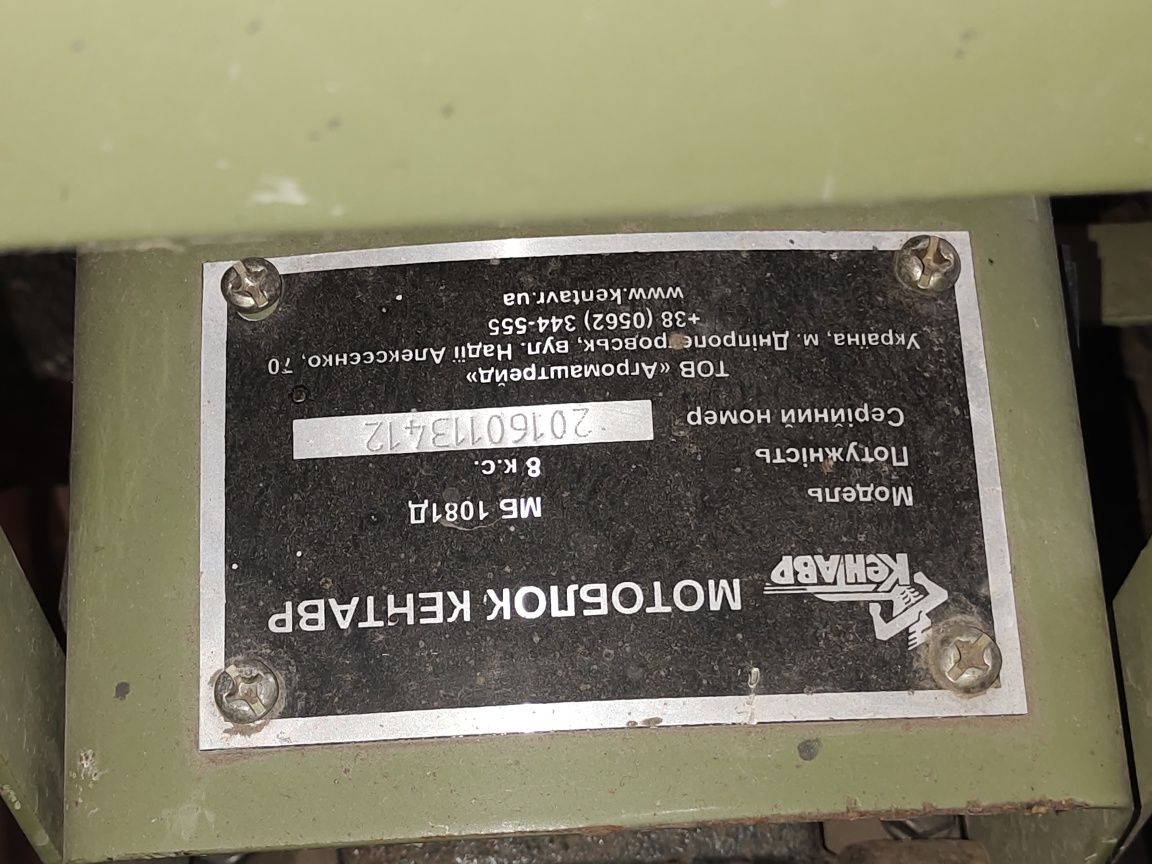 КЕНТАВР
МОТОБЛОК КЕНТАВР
Модель МБ 1081Д
Потужність 8 к.с.
Серійний номер 20160113412
ТОВ «Агромаштрейд»
Україна, м. Дніпропетровськ, вул. Надії Алексєєнко, 70
+38 (0562) 344-555
www.kentavr.ua